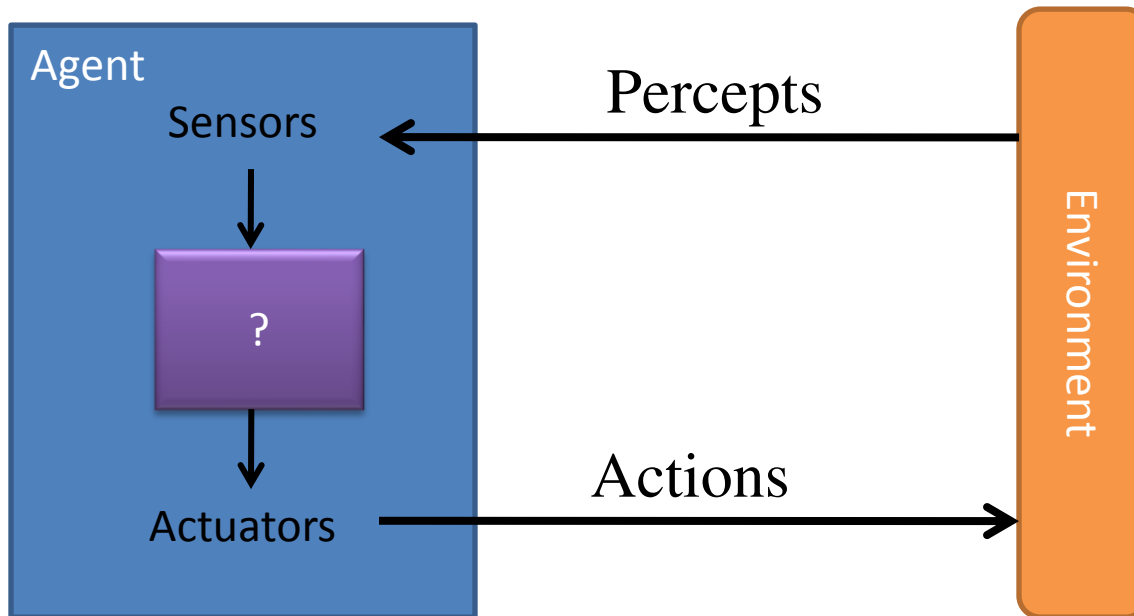 Agent
Sensors
Percepts
?
Environment
Actions
Actuators